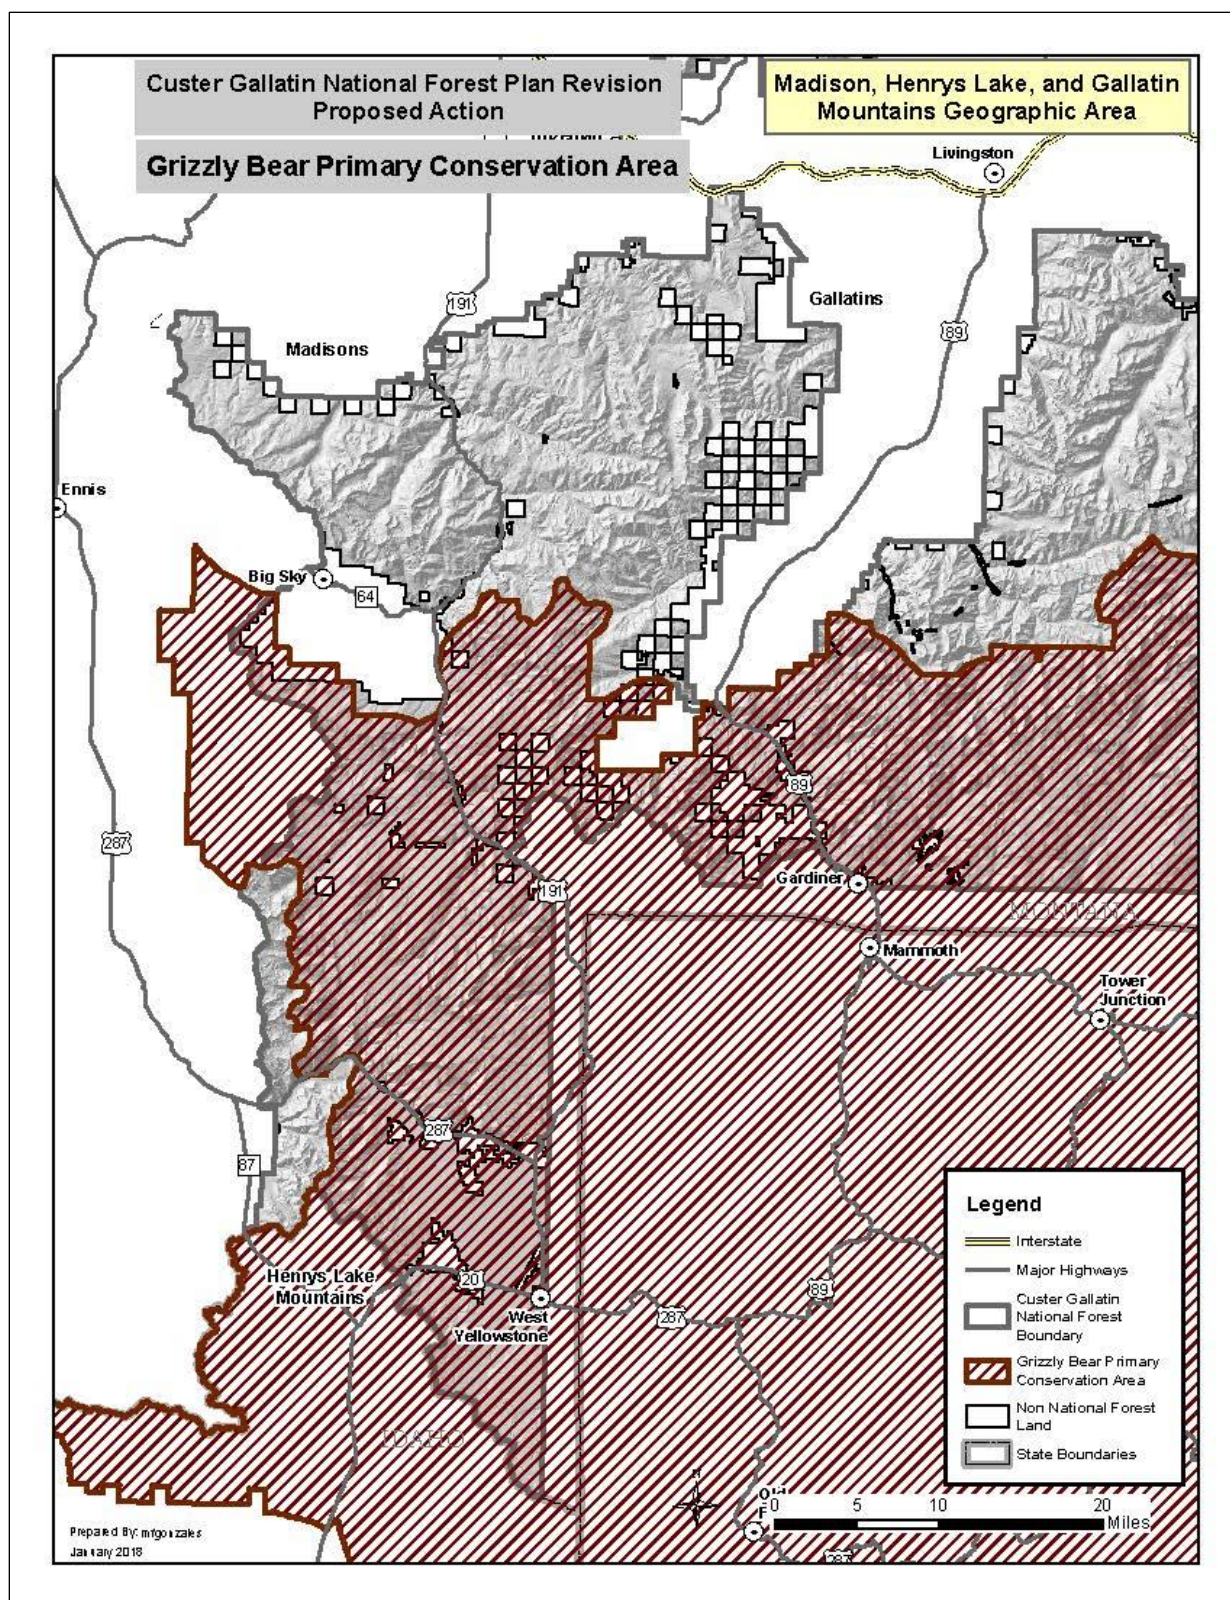 Custer Gallatin National Forest Plan Revision
Proposed Action
Madison, Henrys Lake, and Gallatin
Mountains Geographic Area
Grizzly Bear Primary Conservation Area
Livingston
191
Gallatins
89
Madisons
Ennis
Big Sky
64
89
287
Gardiner
191
MONTANA
Mammoth
Tower
Junction
287
87
Henrys Lake
Mountains
20
West
Yellowstone
89
287
IDAHO
Legend
Interstate
Major Highways
Custer Gallatin
National Forest
Boundary
Grizzly Bear Primary
Conservation Area
Non National Forest
Land
State Boundaries
N
0 5 10 20
Miles
Prepared By: mfgonzales
January 2018
287